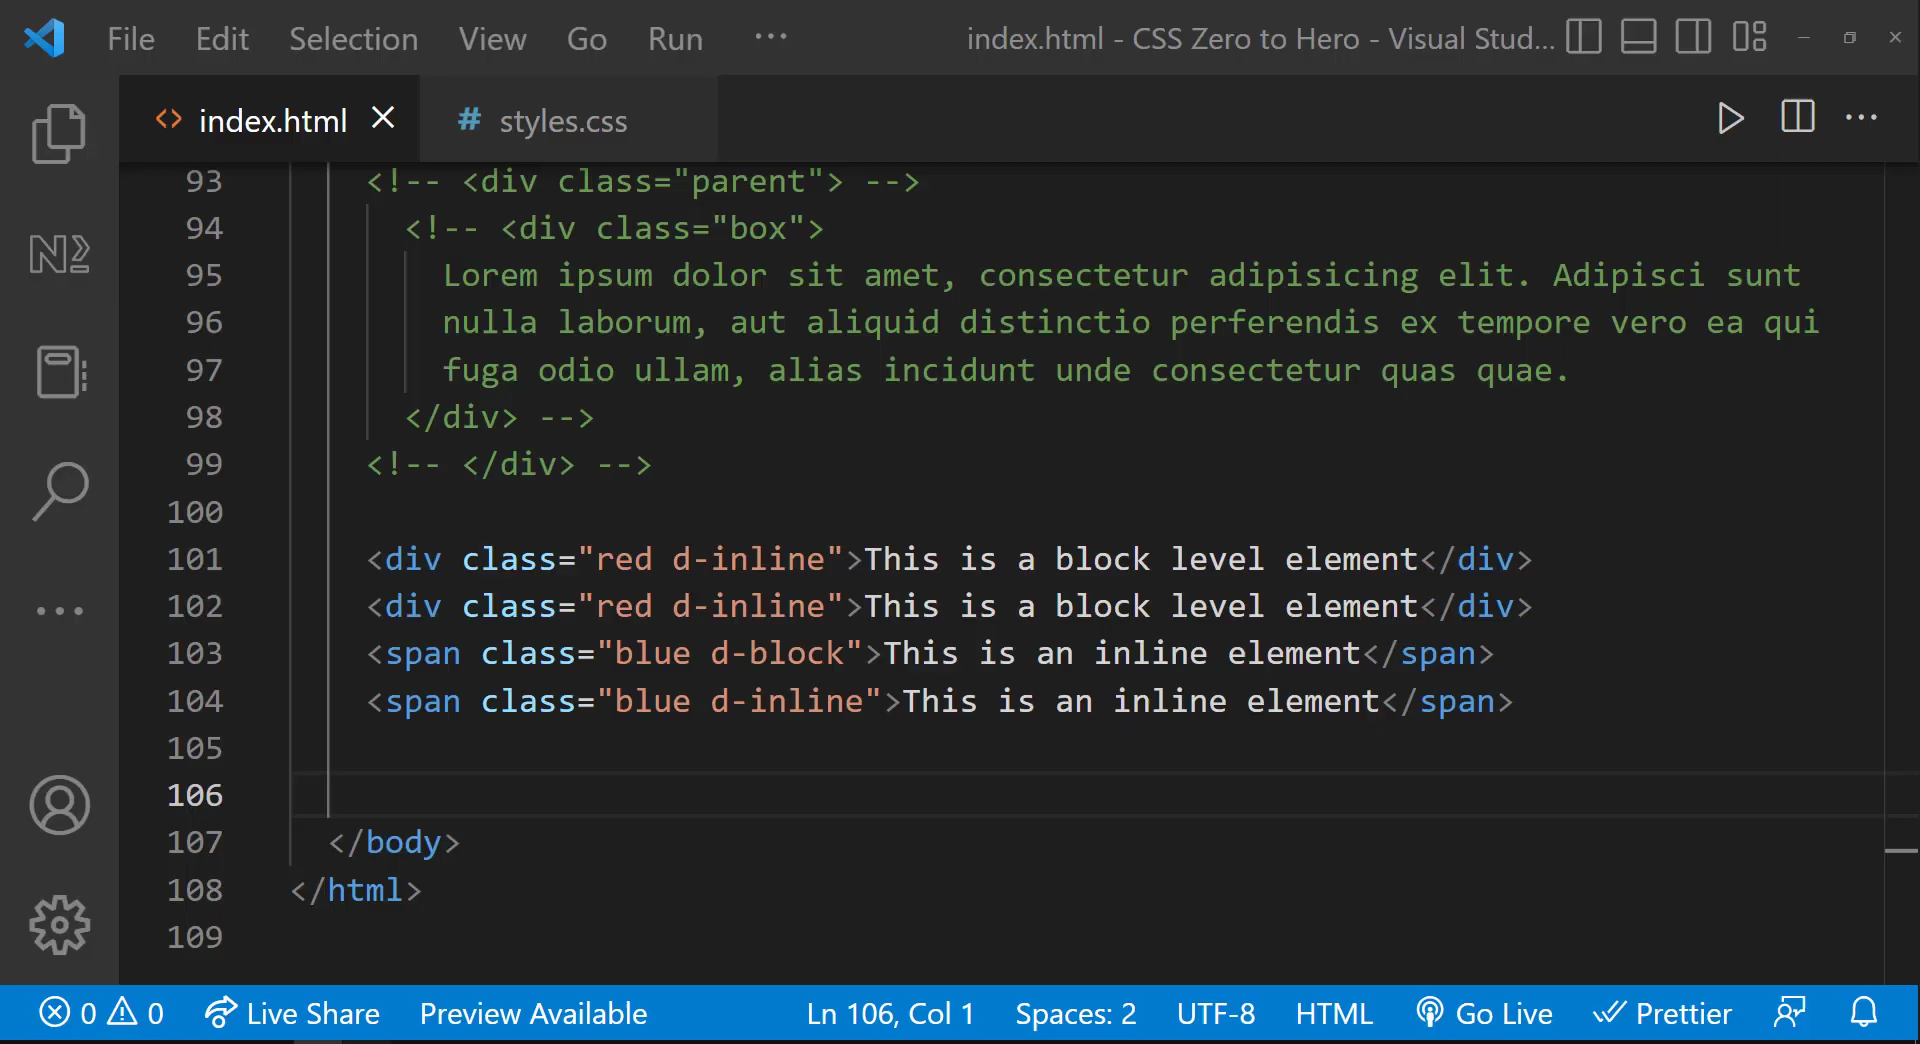 File Edit Selection View Go Run ··· index.html - CSS Zero to Hero - Visual Stud...
<> index.html × # styles.css
93 <!-- <div class="parent"> -->
94 <!-- <div class="box">
95 Lorem ipsum dolor sit amet, consectetur adipisicing elit. Adipisci sunt
96 nulla laborum, aut aliquid distinctio perferendis ex tempore vero ea qui
97 fuga odio ullam, alias incidunt unde consectetur quas quae.
98 </div> -->
99 <!-- </div> -->
100
101 <div class="red d-inline">This is a block level element</div>
102 <div class="red d-inline">This is a block level element</div>
103 <span class="blue d-block">This is an inline element</span>
104 <span class="blue d-inline">This is an inline element</span>
105
106
107 </body>
108 </html>
109
0 0 Live Share Preview Available Ln 106, Col 1 Spaces: 2 UTF-8 HTML Go Live Prettier